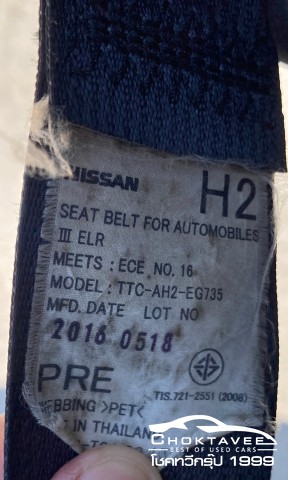 NISSAN H2
SEAT BELT FOR AUTOMOBILES
III ELR
MEETS : ECE NO. 16
MODEL : TTC-AH2-EG735
MFD. DATE LOT NO
2016 0518
PRE
TIS.721-2551 (2008)
WEBBING >PET<
IN THAILAND
CHOKTAVEE
BEST OF USED CARS
โชคทวีกรุ๊ป 1999